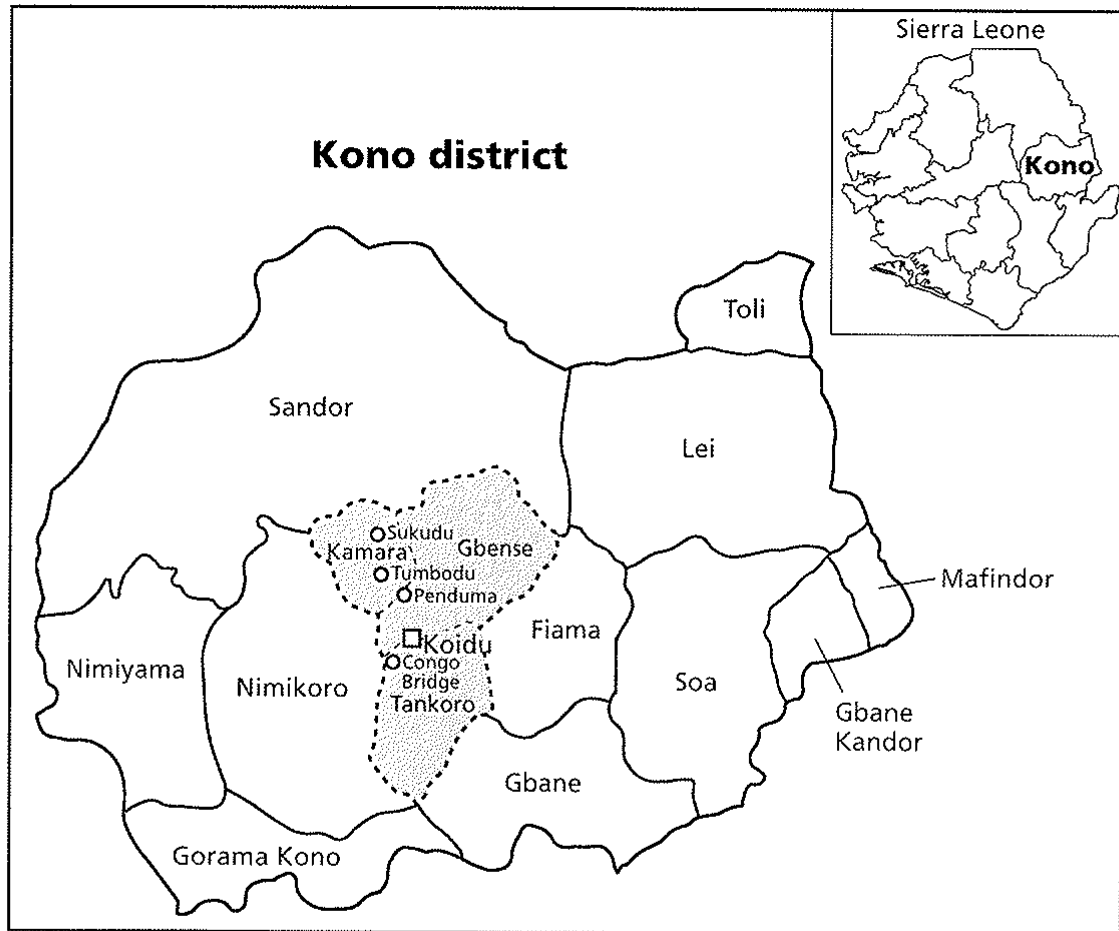 Sierra Leone
Kono
Kono district
Toli
Sandor
Lei
Sukudu
Kamara
Gbense
Tumbodu
Penduma
Mafindor
Fiama
Koidu
Nimiyama
Nimikoro
Congo
Bridge
Tankoro
Soa
Gbane
Kandor
Gbane
Gorama Kono